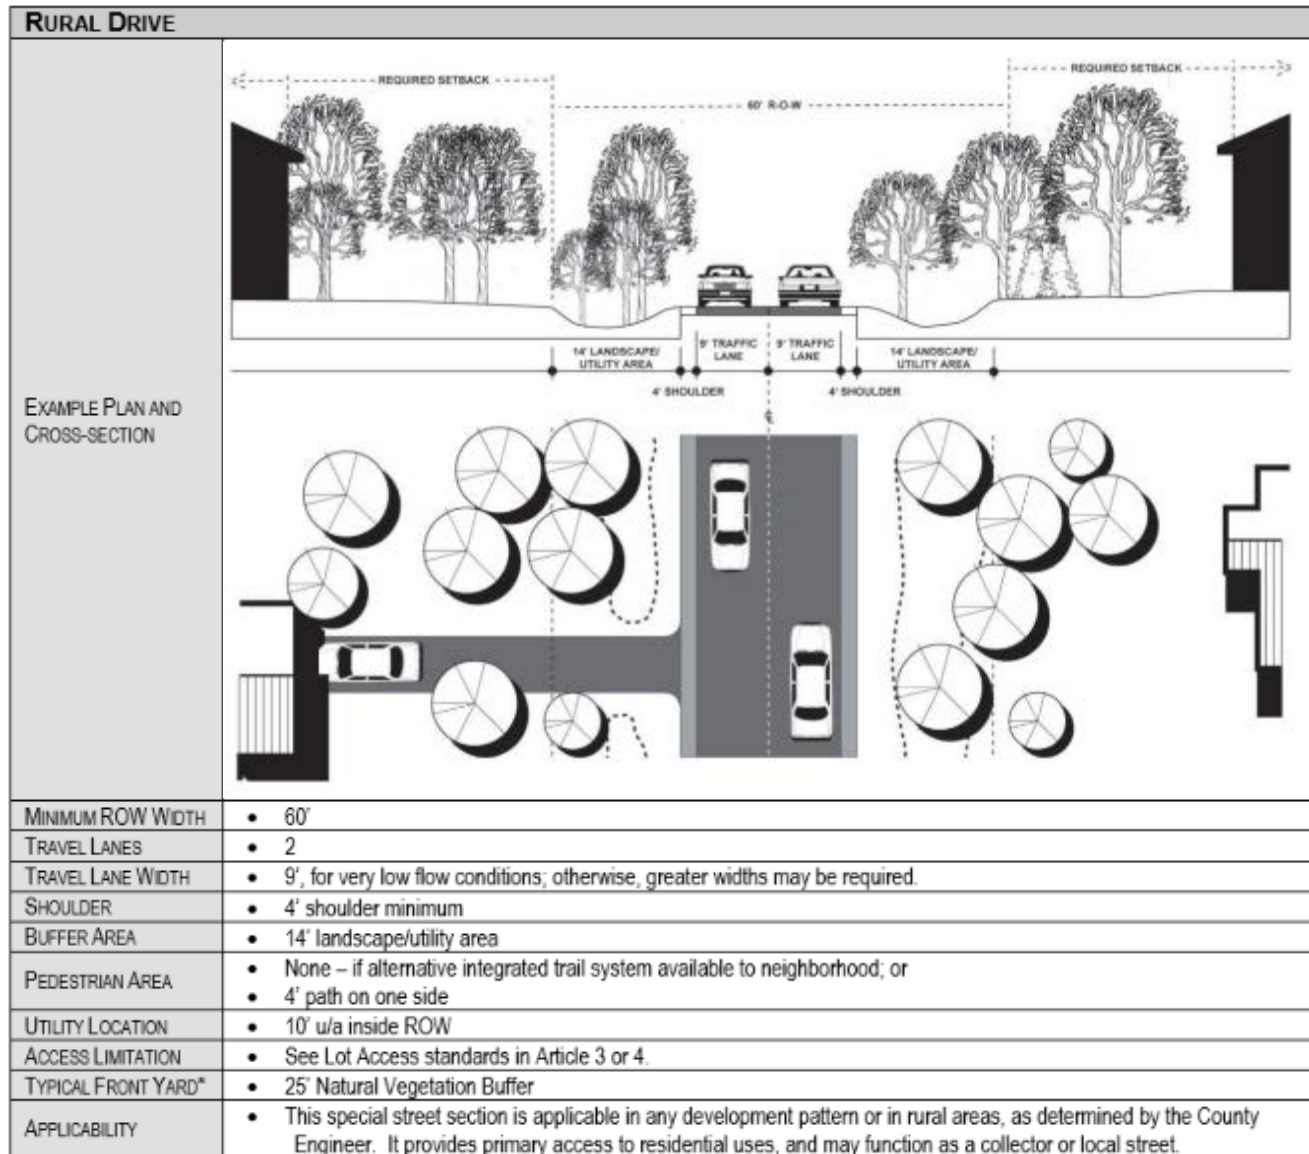 RURAL DRIVE
REQUIRED SETBACK
REQUIRED SETBACK
60' R-O-W
14' LANDSCAPE/
UTILITY AREA
9' TRAFFIC
LANE
9' TRAFFIC
LANE
14' LANDSCAPE/
UTILITY AREA
4' SHOULDER
4' SHOULDER
℄
EXAMPLE PLAN AND
CROSS-SECTION
MINIMUM ROW WIDTH
• 60'
TRAVEL LANES
• 2
TRAVEL LANE WIDTH
• 9', for very low flow conditions; otherwise, greater widths may be required.
SHOULDER
• 4' shoulder minimum
BUFFER AREA
• 14' landscape/utility area
PEDESTRIAN AREA
• None – if alternative integrated trail system available to neighborhood; or
• 4' path on one side
UTILITY LOCATION
• 10' u/a inside ROW
ACCESS LIMITATION
• See Lot Access standards in Article 3 or 4.
TYPICAL FRONT YARD*
• 25' Natural Vegetation Buffer
APPLICABILITY
• This special street section is applicable in any development pattern or in rural areas, as determined by the County
Engineer. It provides primary access to residential uses, and may function as a collector or local street.